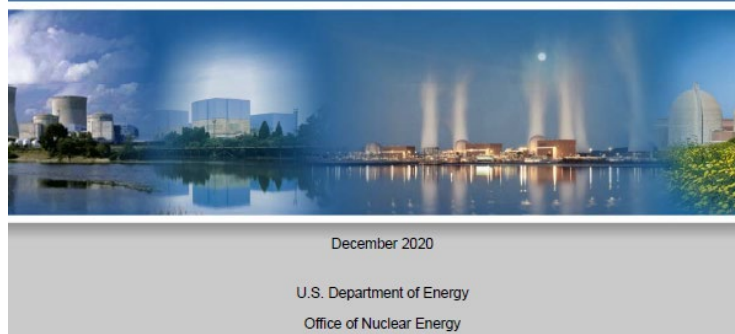 December 2020
U.S. Department of Energy
Office of Nuclear Energy